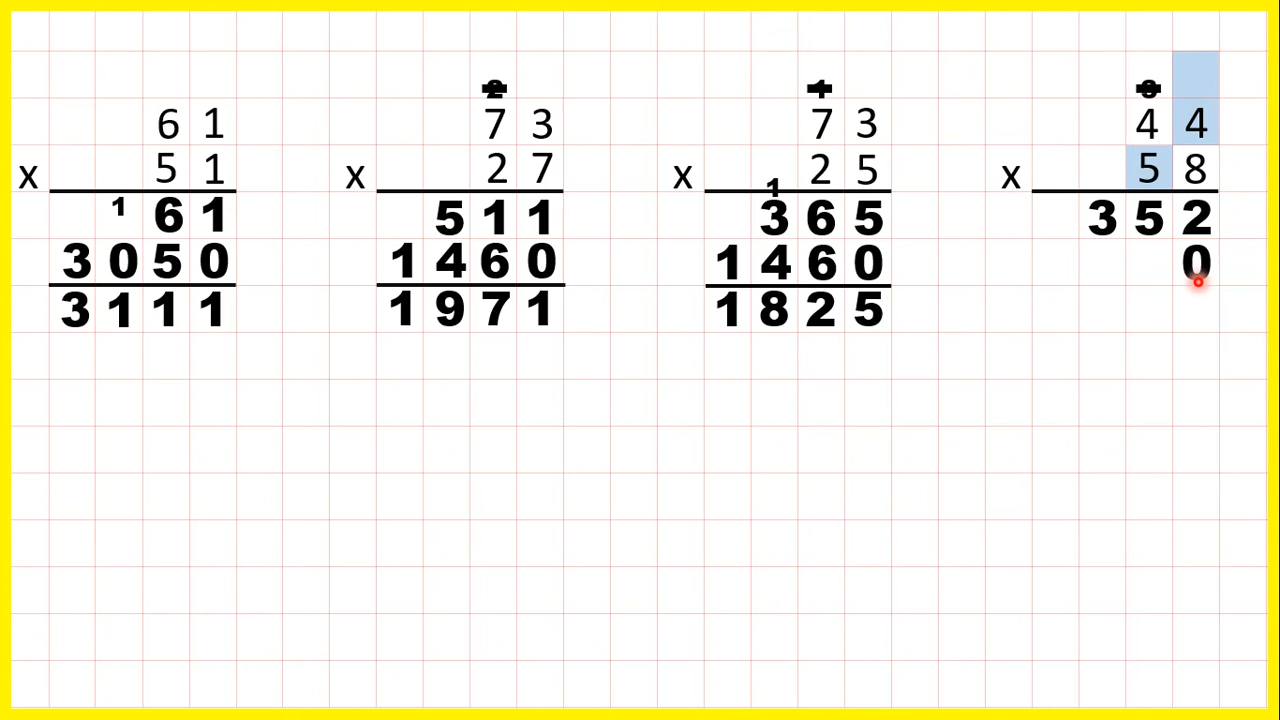 2 1 3
6 1 7 3 7 3 4 4
x 5 1 x 2 7 x 2 5 x 5 8
1 6 1 5 1 1 1 3 6 5 3 5 2
3 0 5 0 1 4 6 0 1 4 6 0 0
3 1 1 1 1 9 7 1 1 8 2 5